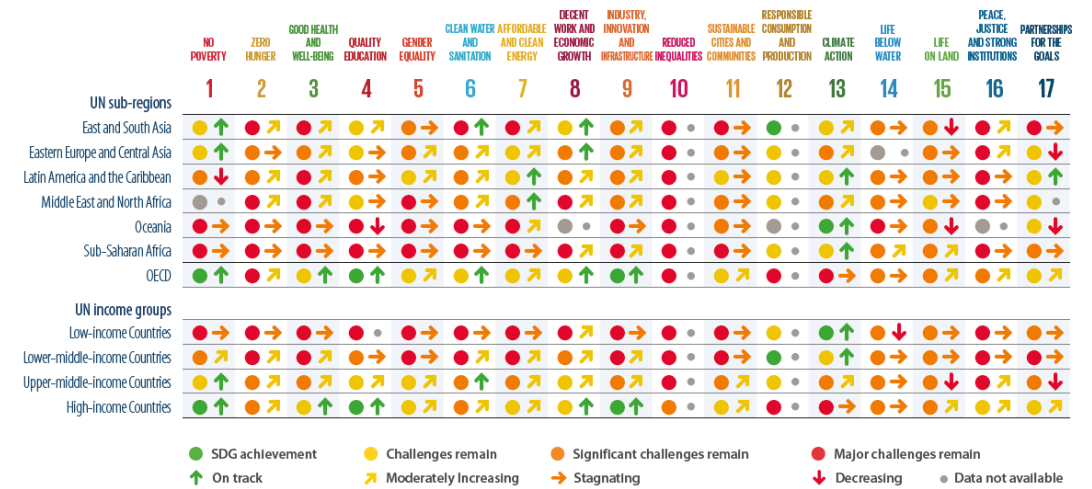 NO
POVERTY
ZERO
HUNGER
GOOD HEALTH
AND
WELL-BEING
QUALITY
EDUCATION
GENDER
EQUALITY
CLEAN WATER
AND
SANITATION
AFFORDABLE
AND CLEAN
ENERGY
DECENT
WORK AND
ECONOMIC
GROWTH
INDUSTRY,
INNOVATION
AND
INFRASTRUCTURE
REDUCED
INEQUALITIES
SUSTAINABLE
CITIES AND
COMMUNITIES
RESPONSIBLE
CONSUMPTION
AND
PRODUCTION
CLIMATE
ACTION
LIFE
BELOW
WATER
LIFE
ON LAND
PEACE,
JUSTICE
AND STRONG
INSTITUTIONS
PARTNERSHIPS
FOR THE
GOALS
1 2 3 4 5 6 7 8 9 10 11 12 13 14 15 16 17
UN sub-regions
East and South Asia
Eastern Europe and Central Asia
Latin America and the Caribbean
Middle East and North Africa
Oceania
Sub-Saharan Africa
OECD
UN income groups
Low-income Countries
Lower-middle-income Countries
Upper-middle-income Countries
High-income Countries
SDG achievement Challenges remain Significant challenges remain Major challenges remain
On track Moderately Increasing Stagnating Decreasing Data not available